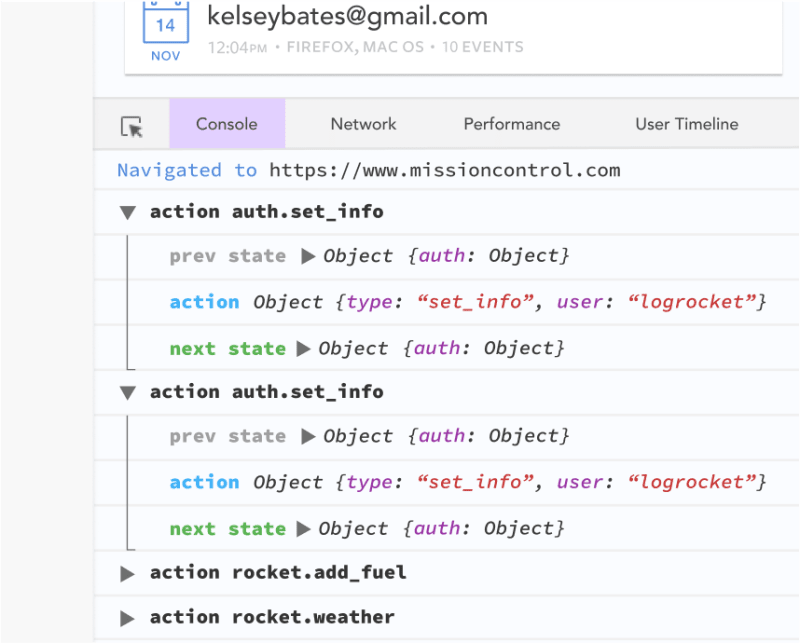 14
NOV
kelseybates@gmail.com
12:04PM • FIREFOX, MAC OS • 10 EVENTS
Console Network Performance User Timeline
Navigated to https://www.missioncontrol.com
▼ action auth.set_info
prev state ▶ Object {auth: Object}
action Object {type: “set_info”, user: “logrocket”}
next state ▶ Object {auth: Object}
▼ action auth.set_info
prev state ▶ Object {auth: Object}
action Object {type: “set_info”, user: “logrocket”}
next state ▶ Object {auth: Object}
▶ action rocket.add_fuel
▶ action rocket.weather